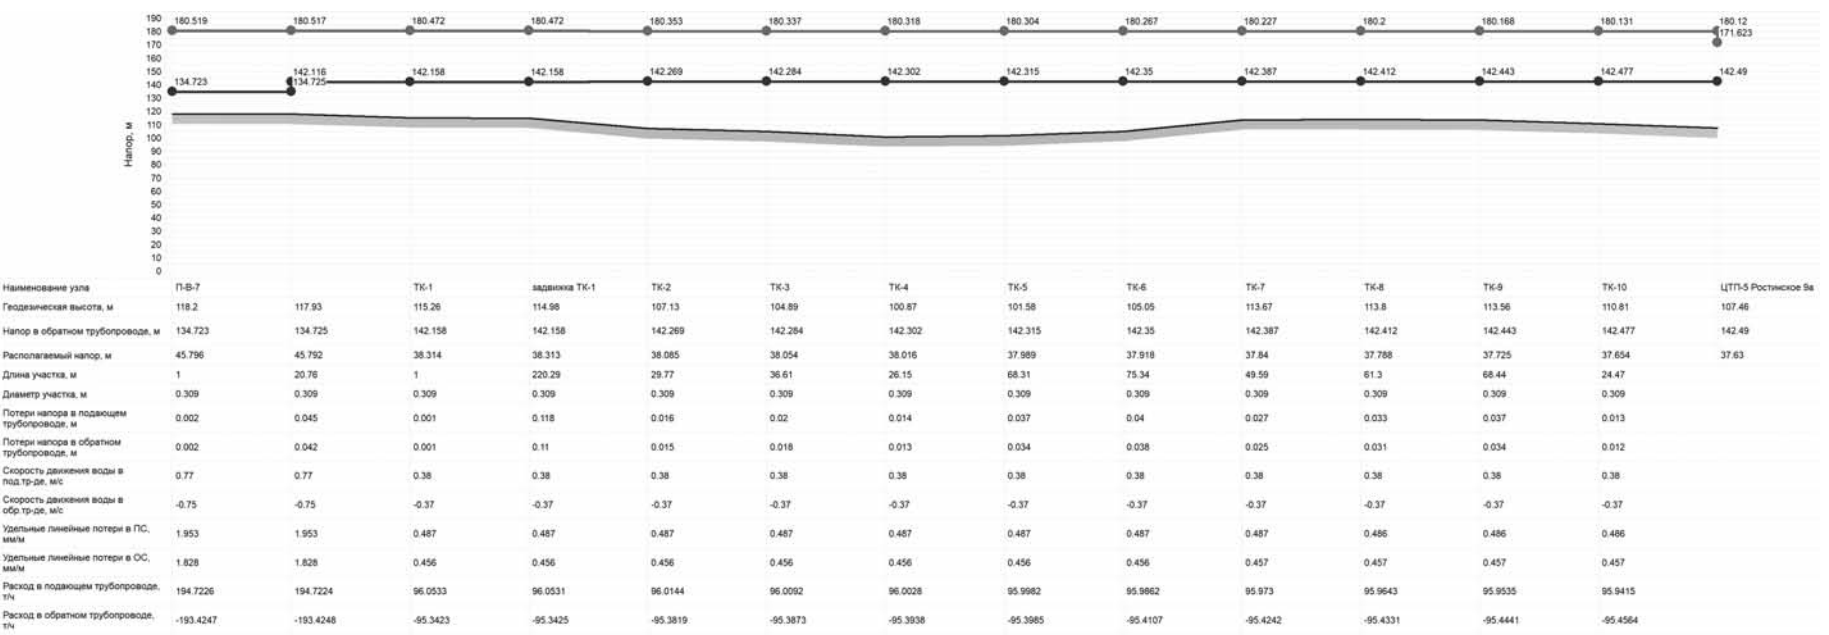 190 180.519 180.517 180.472 180.472 180.353 180.337 180.318 180.304 180.267 180.227 180.2 180.168 180.131 180.12
180 171.623
170
160
150 142.116 142.158 142.158 142.269 142.284 142.302 142.315 142.35 142.387 142.412 142.443 142.477 142.49
140 134.723 134.725
130
120
110
100
90
80
70
60
50
40
30
20
10
0
Напор, м
Наименование узла П-В-7 ТК-1 задвижка ТК-1 ТК-2 ТК-3 ТК-4 ТК-5 ТК-6 ТК-7 ТК-8 ТК-9 ТК-10 ЦТП-5 Ростинское 9а
Геодезическая высота, м 118.2 117.93 115.26 114.98 107.13 104.89 100.87 101.58 105.05 113.67 113.8 113.56 110.81 107.46
Напор в обратном трубопроводе, м 134.723 134.725 142.158 142.158 142.269 142.284 142.302 142.315 142.35 142.387 142.412 142.443 142.477 142.49
Располагаемый напор, м 45.796 45.792 38.314 38.313 38.085 38.054 38.016 37.989 37.918 37.84 37.788 37.725 37.654 37.63
Длина участка, м 1 20.76 1 220.29 29.77 36.61 26.15 68.31 75.34 49.59 61.3 68.44 24.47
Диаметр участка, м 0.309 0.309 0.309 0.309 0.309 0.309 0.309 0.309 0.309 0.309 0.309 0.309 0.309
Потери напора в подающем
трубопроводе, м 0.002 0.045 0.001 0.118 0.016 0.02 0.014 0.037 0.04 0.027 0.033 0.037 0.013
Потери напора в обратном
трубопроводе, м 0.002 0.042 0.001 0.11 0.015 0.018 0.013 0.034 0.038 0.025 0.031 0.034 0.012
Скорость движения воды в
под.тр-де, м/с 0.77 0.77 0.38 0.38 0.38 0.38 0.38 0.38 0.38 0.38 0.38 0.38 0.38
Скорость движения воды в
обр.тр-де, м/с -0.75 -0.75 -0.37 -0.37 -0.37 -0.37 -0.37 -0.37 -0.37 -0.37 -0.37 -0.37 -0.37
Удельные линейные потери в ПС,
мм/м 1.953 1.953 0.487 0.487 0.487 0.487 0.487 0.487 0.487 0.487 0.486 0.486 0.486
Удельные линейные потери в ОС,
мм/м 1.828 1.828 0.456 0.456 0.456 0.456 0.456 0.456 0.456 0.457 0.457 0.457 0.457
Расход в подающем трубопроводе,
т/ч 194.7226 194.7224 96.0533 96.0531 96.0144 96.0092 96.0028 95.9982 95.9862 95.973 95.9643 95.9535 95.9415
Расход в обратном трубопроводе,
т/ч -193.4247 -193.4248 -95.3423 -95.3425 -95.3819 -95.3873 -95.3938 -95.3985 -95.4107 -95.4242 -95.4331 -95.4441 -95.4564